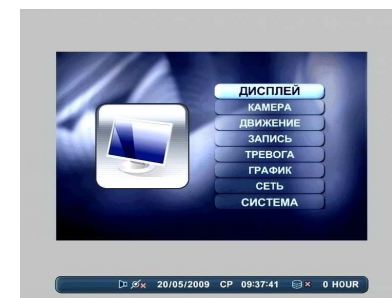 ДИСПЛЕЙ
КАМЕРА
ДВИЖЕНИЕ
ЗАПИСЬ
ТРЕВОГА
ГРАФИК
СЕТЬ
СИСТЕМА
20/05/2009 СР 09:37:41 0 HOUR